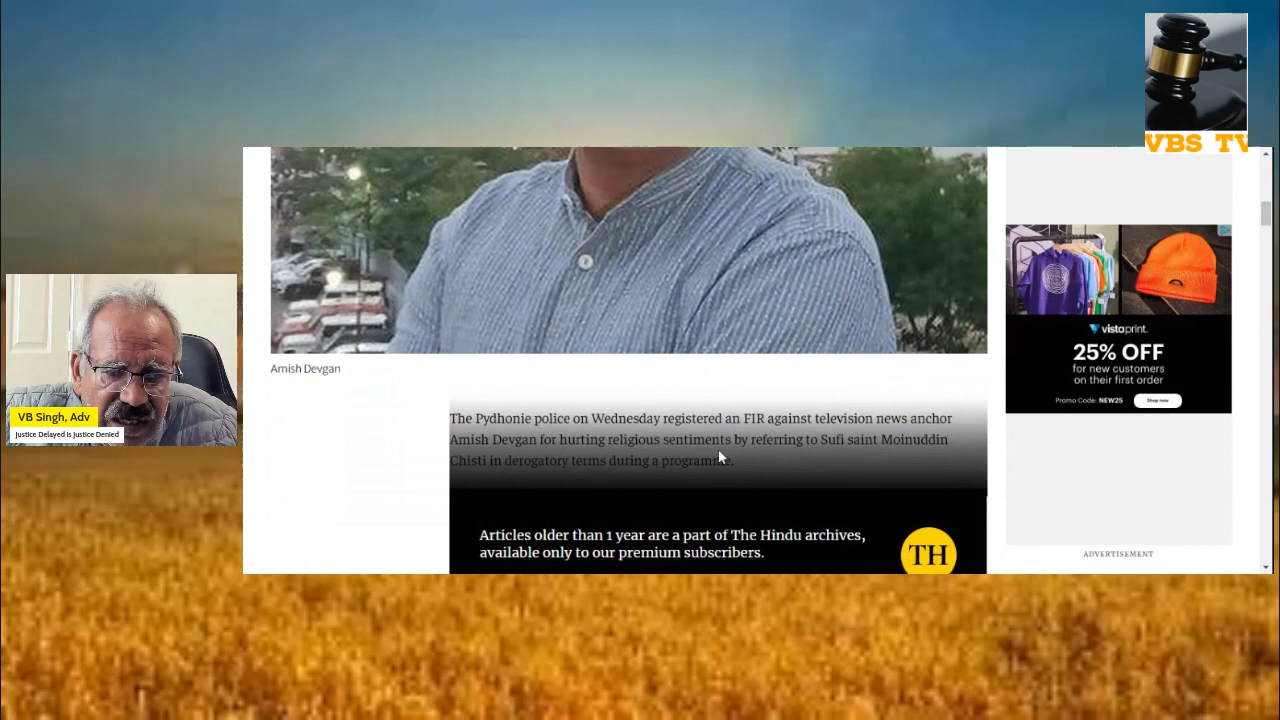 VBS TV
Amish Devgan
The Pydhonie police on Wednesday registered an FIR against television news anchor
Amish Devgan for hurting religious sentiments by referring to Sufi saint Moinuddin
Chisti in derogatory terms during a programme.
Articles older than 1 year are a part of The Hindu archives,
available only to our premium subscribers.
TH
vistaprint.
25% OFF
for new customers
on their first order
Promo Code: NEW25
Shop now
ADVERTISEMENT
VB Singh, Adv
Justice Delayed is Justice Denied